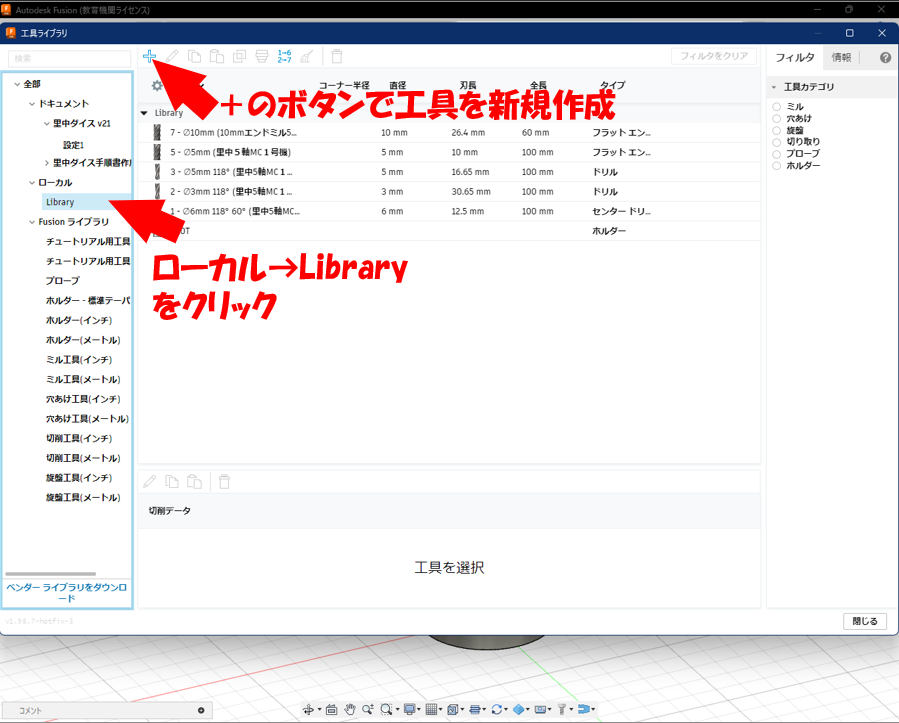 Autodesk Fusion (教育機関ライセンス)
工具ライブラリ
検索
フィルタをクリア
フィルタ 情報
全部
ドキュメント
里中ダイス v21
設定1
里中ダイス手順書作
ローカル
Library
Fusion ライブラリ
チュートリアル用工具
チュートリアル用工具
プローブ
ホルダー - 標準テーパ
ホルダー(インチ)
ホルダー(メートル)
ミル工具(インチ)
ミル工具(メートル)
穴あけ工具(インチ)
穴あけ工具(メートル)
切削工具(インチ)
切削工具(メートル)
旋盤工具(インチ)
旋盤工具(メートル)
ベンダー ライブラリをダウンロ
ード
コーナー半径 直径 刃長 全長 タイプ
+のボタンで工具を新規作成
Library
7 - ∅10mm (10mmエンドミル5... 10 mm 26.4 mm 60 mm フラット エン...
5 - ∅5mm (里中５軸MC１号機) 5 mm 10 mm 100 mm フラット エン...
3 - ∅5mm 118° (里中5軸MC１... 5 mm 16.65 mm 100 mm ドリル
2 - ∅3mm 118° (里中5軸MC１... 3 mm 30.65 mm 100 mm ドリル
1 - ∅6mm 118° 60° (里中5軸MC... 6 mm 12.5 mm 100 mm センター ドリ...
ホルダー
ローカル→Library
をクリック
切削データ
工具を選択
工具カテゴリ
ミル
穴あけ
旋盤
切り取り
プローブ
ホルダー
v1.98.7-hotfix-3
閉じる
コメント